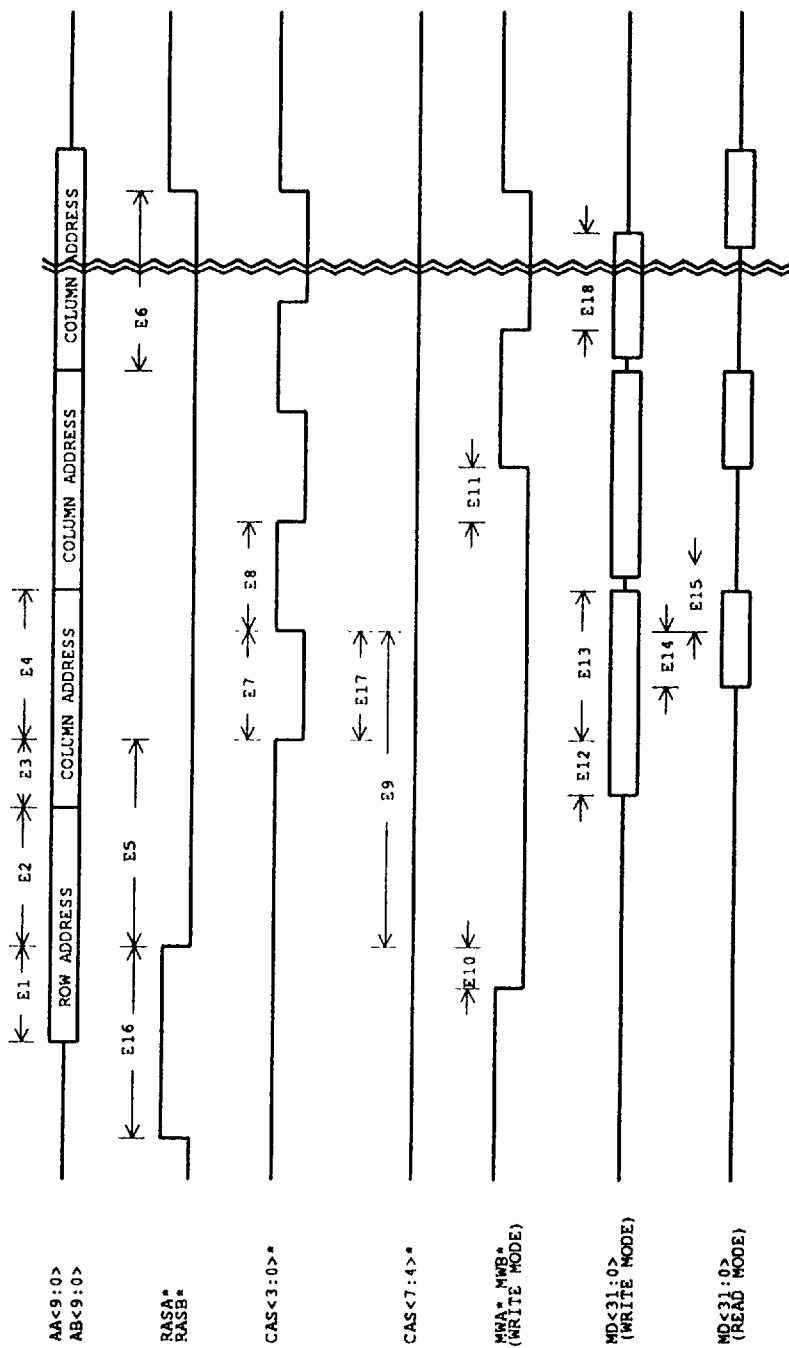 AA<9:0>
AB<9:0>
E1
E2
E3
E4
ROW ADDRESS
COLUMN ADDRESS
COLUMN ADDRESS
COLUMN ADDRESS
RASA*
RASB*
E16
E5
E6
CAS<3:0>*
E7
E8
CAS<7:4>*
E17
E9
MWA* MWB*
(WRITE MODE)
E10
E11
MD<31:0>
(WRITE MODE)
E12
E13
E18
MD<31:0>
(READ MODE)
E14
E15